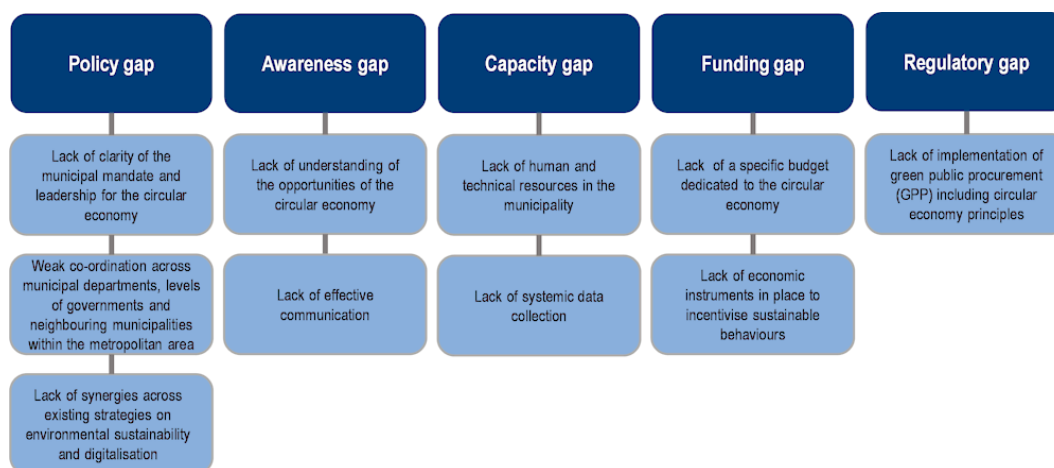 Policy gap
Lack of clarity of the
municipal mandate and
leadership for the circular
economy
Weak co-ordination across
municipal departments, levels
of governments and
neighbouring municipalities
within the metropolitan area
Lack of synergies across
existing strategies on
environmental sustainability
and digitalisation
Awareness gap
Lack of understanding of
the opportunities of the
circular economy
Lack of effective
communication
Capacity gap
Lack of human and
technical resources in the
municipality
Lack of systemic data
collection
Funding gap
Lack of a specific budget
dedicated to the circular
economy
Lack of economic
instruments in place to
incentivise sustainable
behaviours
Regulatory gap
Lack of implementation of
green public procurement
(GPP) including circular
economy principles